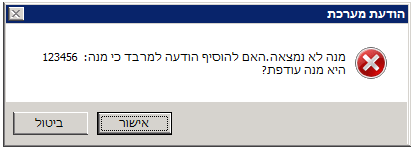 הודעת מערכת
מנה לא נמצאה.האם להוסיף הודעה למרבד כי מנה: 123456
היא מנה עודפת?
אישור
ביטול